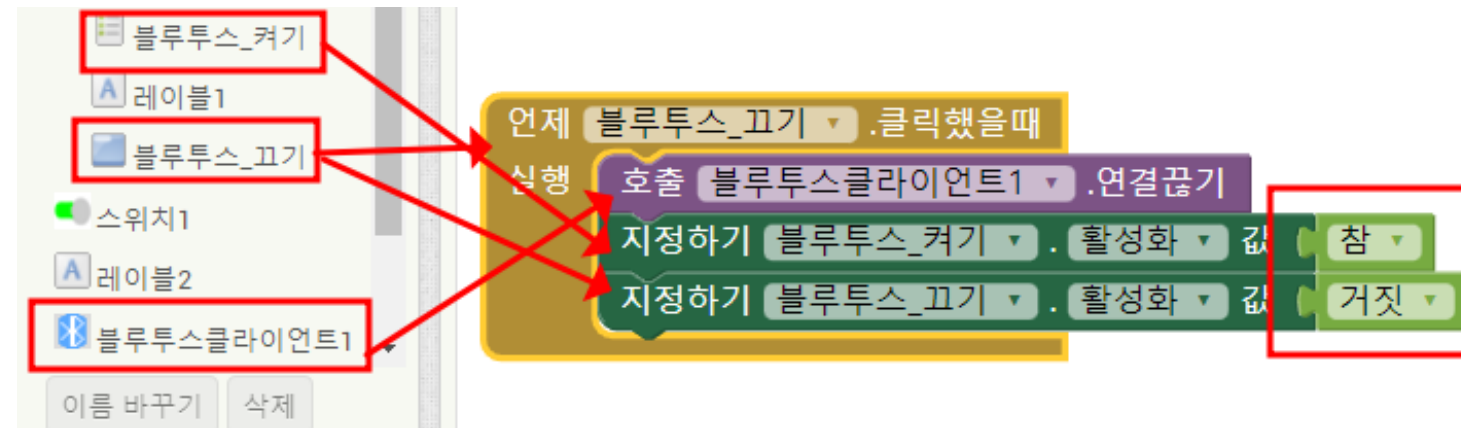 블루투스_켜기
레이블1
블루투스_끄기
스위치1
레이블2
블루투스클라이언트1
이름 바꾸기 삭제
언제 블루투스_끄기 .클릭했을때
실행 호출 블루투스클라이언트1 .연결끊기
지정하기 블루투스_켜기 . 활성화 값 참
지정하기 블루투스_끄기 . 활성화 값 거짓